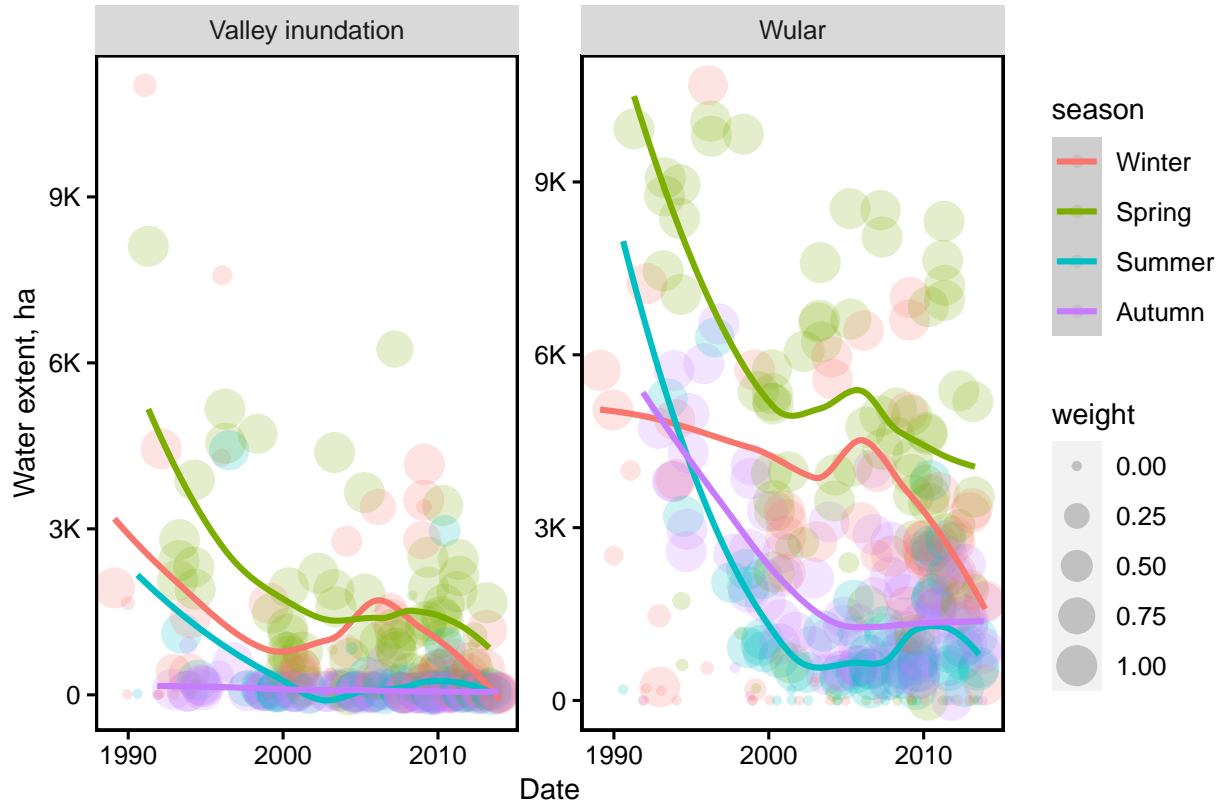 Valley inundation
Wular
Water extent, ha
9K
6K
3K
0
9K
6K
3K
0
1990
2000
2010
1990
2000
2010
Date
season
Winter
Spring
Summer
Autumn
weight
0.00
0.25
0.50
0.75
1.00